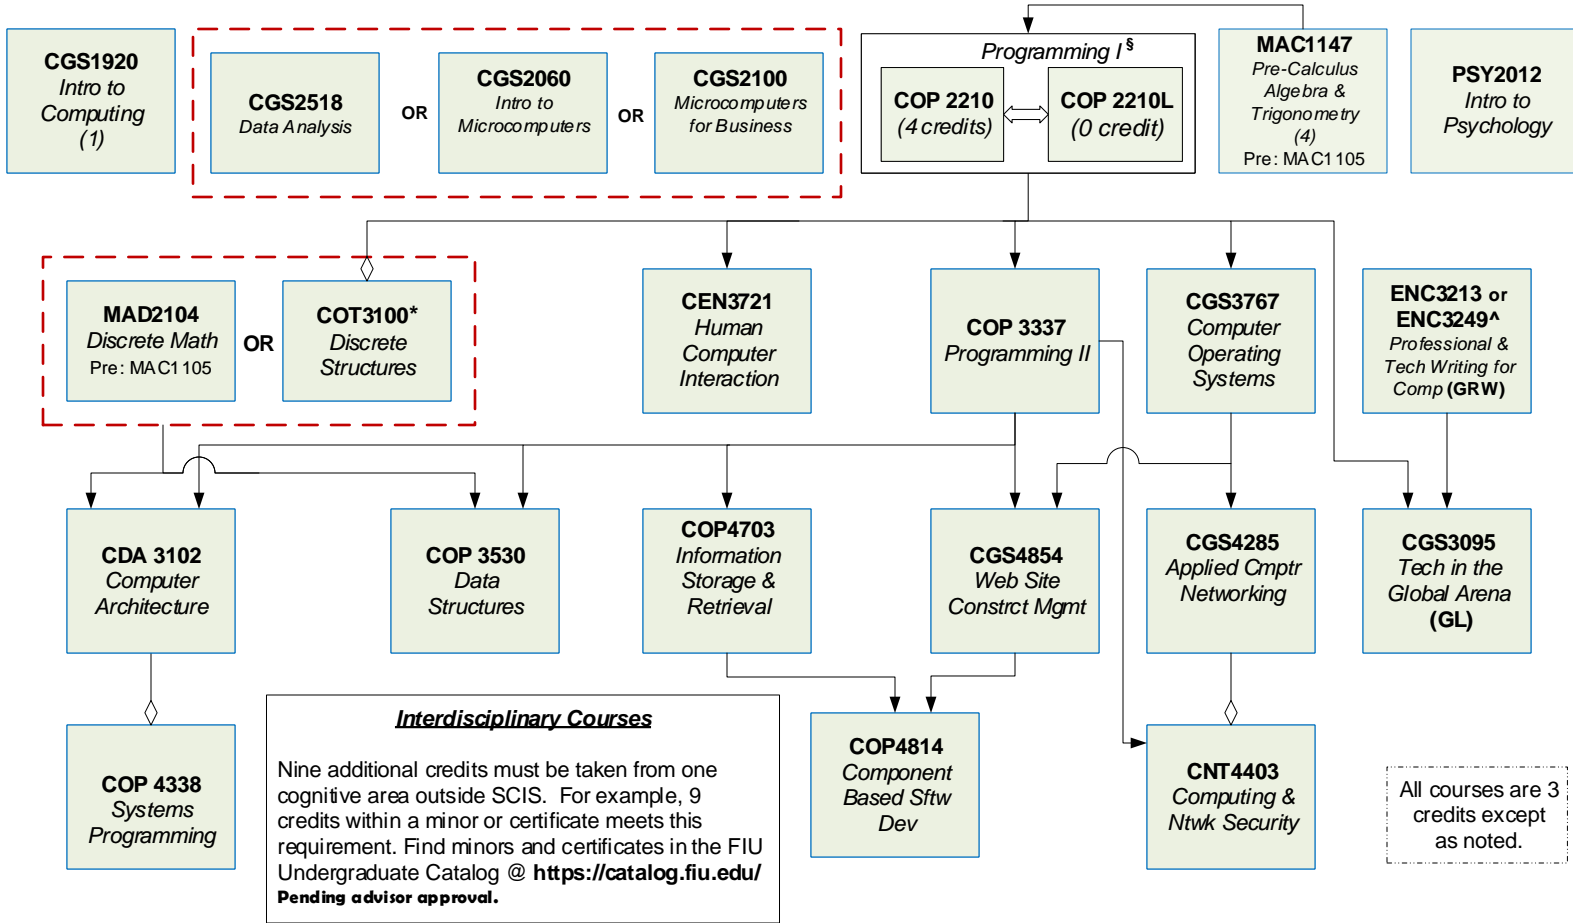 CGS1920
Intro to
Computing
(1)
CGS2518
Data Analysis
OR
CGS2060
Intro to
Microcomputers
OR
CGS2100
Microcomputers
for Business
Programming I §
COP 2210
(4 credits)
COP 2210L
(0 credit)
MAC1147
Pre-Calculus
Algebra &
Trigonometry
(4)
Pre: MAC1105
PSY2012
Intro to
Psychology
MAD2104
Discrete Math
Pre: MAC1105
OR
COT3100*
Discrete
Structures
CEN3721
Human
Computer
Interaction
COP 3337
Programming II
CGS3767
Computer
Operating
Systems
ENC3213 or
ENC3249^
Professional &
Tech Writing for
Comp (GRW)
CDA 3102
Computer
Architecture
COP 3530
Data
Structures
COP4703
Information
Storage &
Retrieval
CGS4854
Web Site
Constrct Mgmt
CGS4285
Applied Cmptr
Networking
CGS3095
Tech in the
Global Arena
(GL)
COP 4338
Systems
Programming
Interdisciplinary Courses
Nine additional credits must be taken from one
cognitive area outside SCIS. For example, 9
credits within a minor or certificate meets this
requirement. Find minors and certificates in the FIU
Undergraduate Catalog @ https://catalog.fiu.edu/
Pending advisor approval.
COP4814
Component
Based Sftw
Dev
CNT4403
Computing &
Ntwk Security
All courses are 3
credits except
as noted.